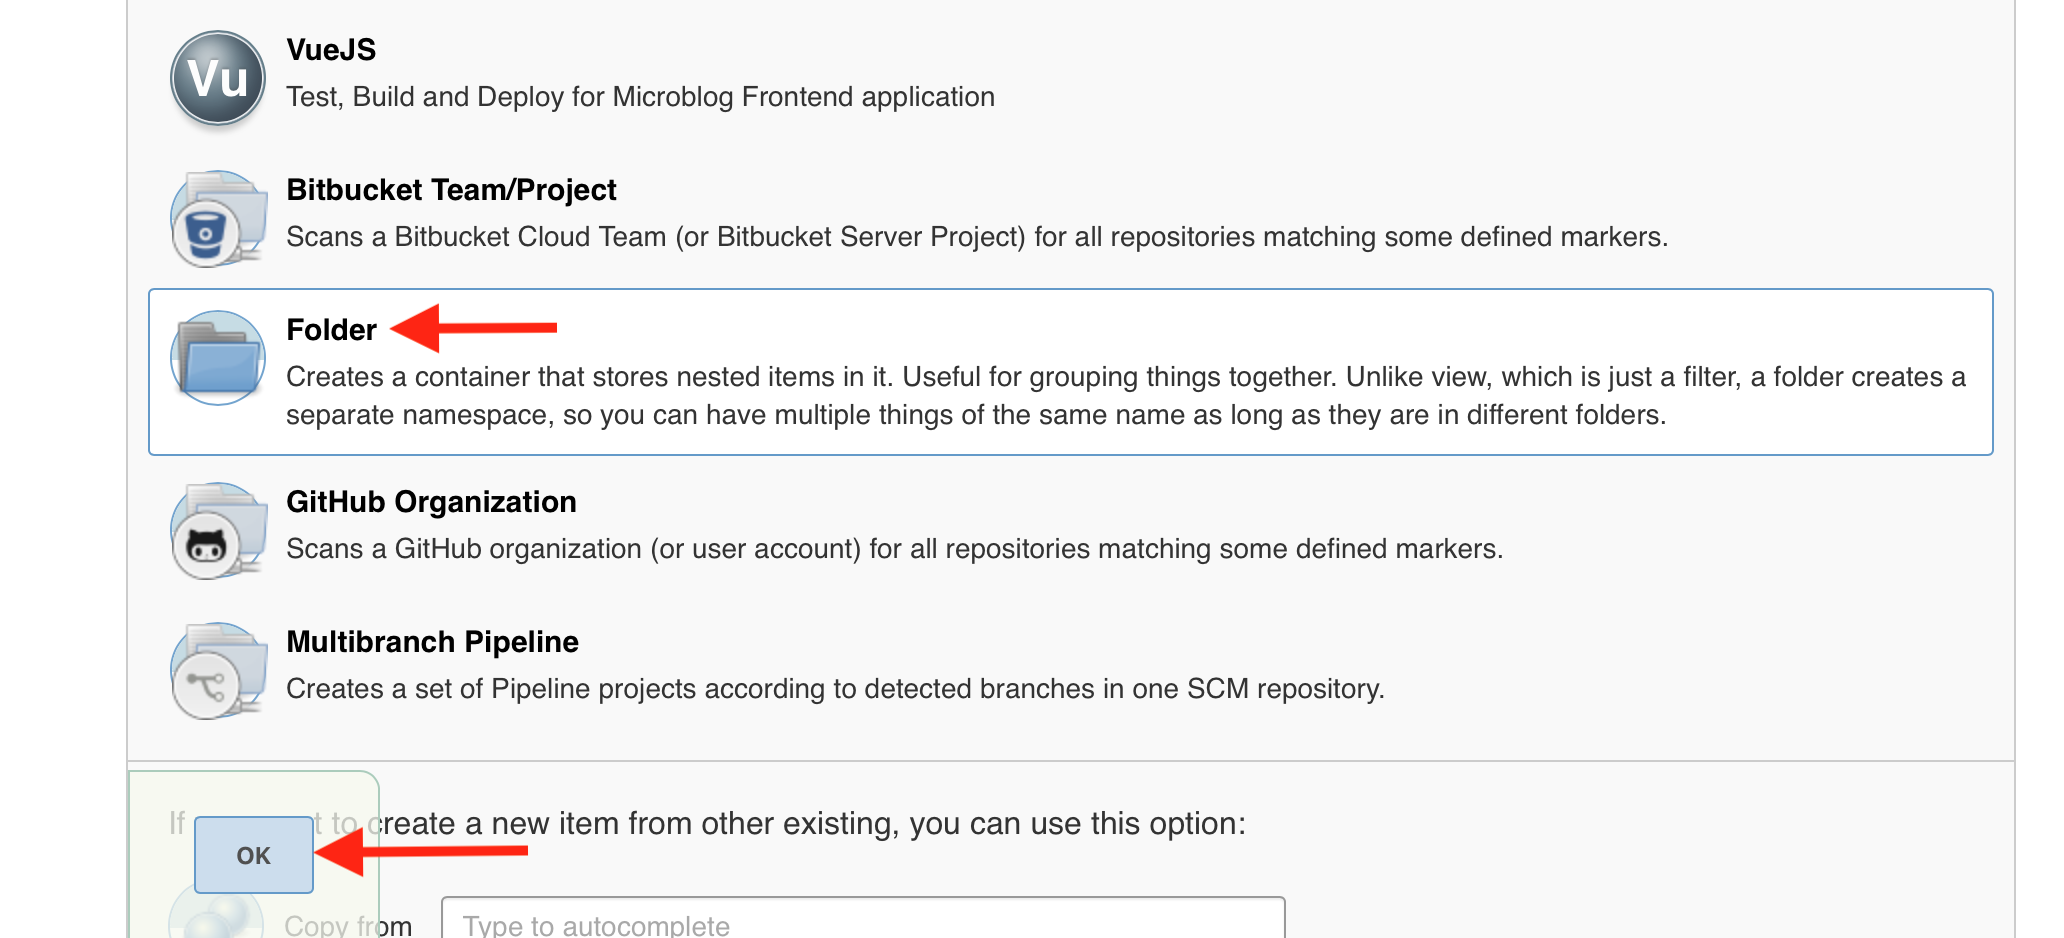 Vu
VueJS
Test, Build and Deploy for Microblog Frontend application
Bitbucket Team/Project
Scans a Bitbucket Cloud Team (or Bitbucket Server Project) for all repositories matching some defined markers.
Folder
Creates a container that stores nested items in it. Useful for grouping things together. Unlike view, which is just a filter, a folder creates a
separate namespace, so you can have multiple things of the same name as long as they are in different folders.
GitHub Organization
Scans a GitHub organization (or user account) for all repositories matching some defined markers.
Multibranch Pipeline
Creates a set of Pipeline projects according to detected branches in one SCM repository.
If to create a new item from other existing, you can use this option:
OK
Copy from Type to autocomplete